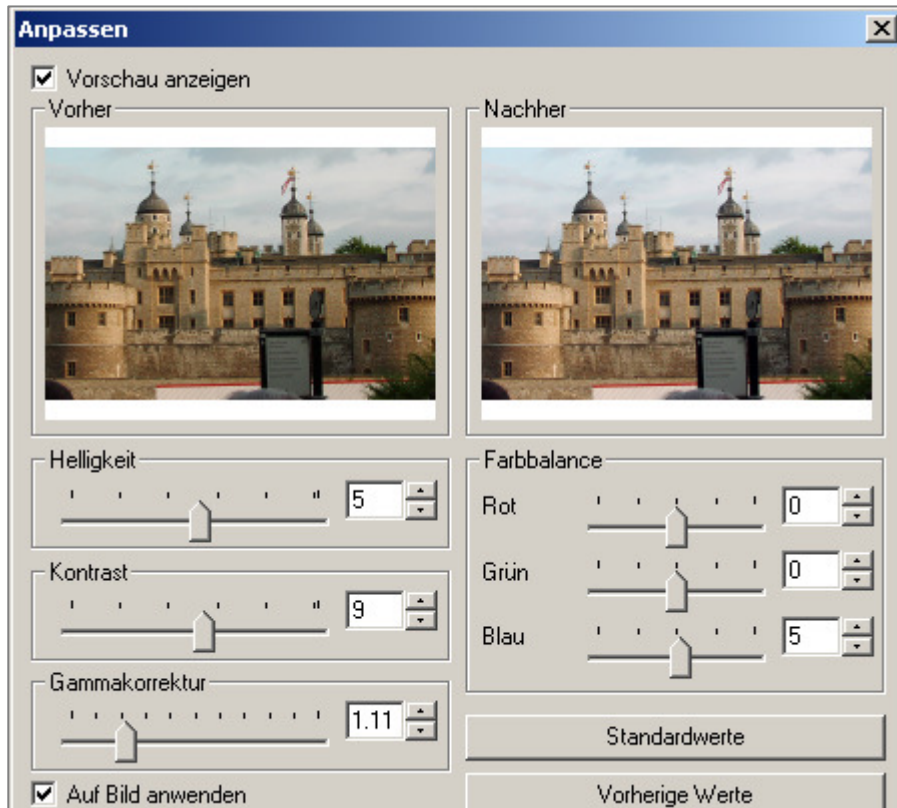 Anpassen
Vorschau anzeigen
Vorher
Nachher
Helligkeit
5
Kontrast
9
Gammakorrektur
1.11
Farbbalance
Rot
0
Grün
0
Blau
5
Standardwerte
Auf Bild anwenden
Vorherige Werte